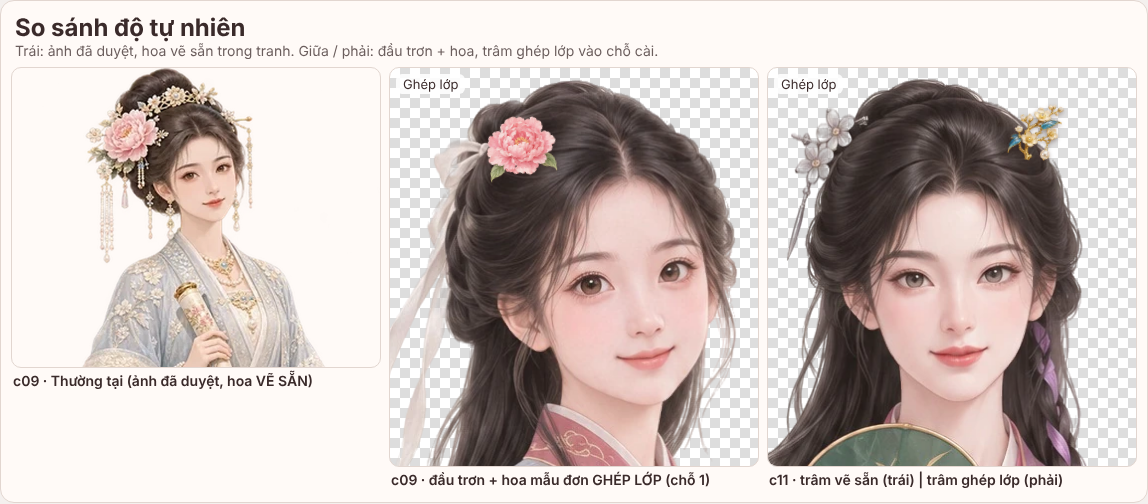 So sánh độ tự nhiên
Trái: ảnh đã duyệt, hoa vẽ sẵn trong tranh. Giữa / phải: đầu trơn + hoa, trâm ghép lớp vào chỗ cài.
Ghép lớp
Ghép lớp
c09 · Thường tại (ảnh đã duyệt, hoa VẼ SẴN)
c09 · đầu trơn + hoa mẫu đơn GHÉP LỚP (chỗ 1)
c11 · trâm vẽ sẵn (trái) | trâm ghép lớp (phải)